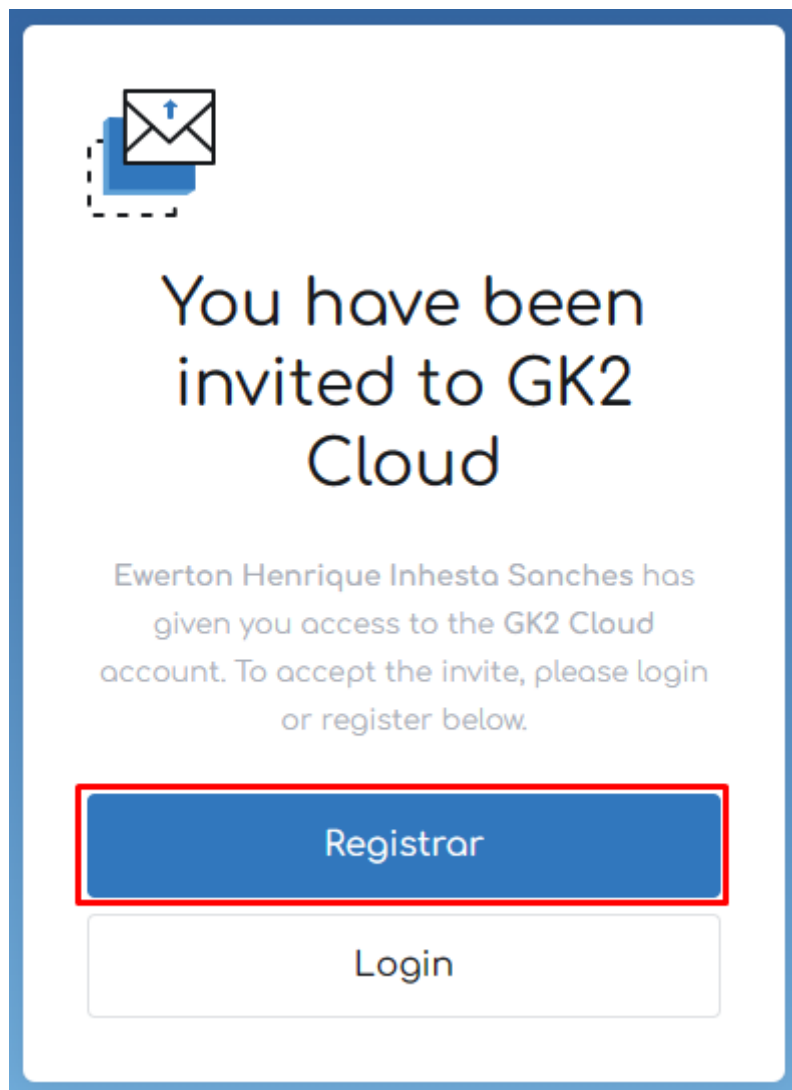 You have been
invited to GK2
Cloud
Ewerton Henrique Inhesta Sanches has
given you access to the GK2 Cloud
account. To accept the invite, please login
or register below.
Registrar
Login